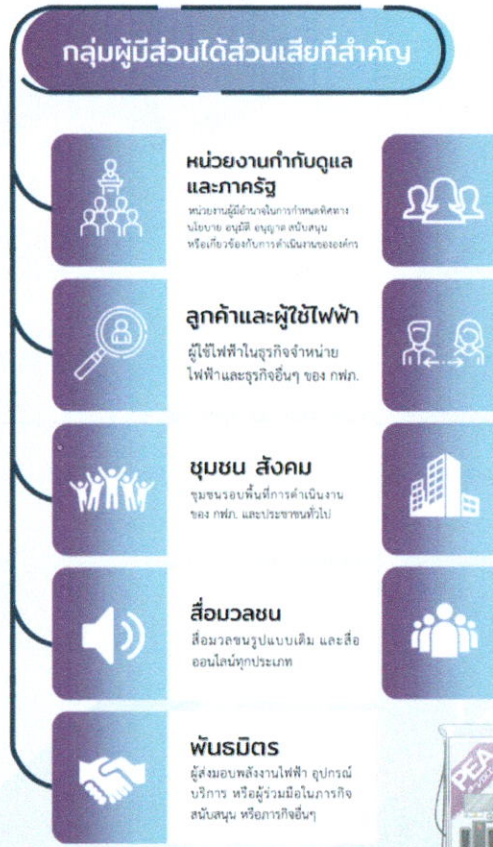 กลุ่มผู้มีส่วนได้ส่วนเสียที่สำคัญ
หน่วยงานกำกับดูแล
และภาครัฐ
หน่วยงานผู้มีอำนาจในการกำหนดทิศทาง
นโยบาย อนุมัติ อนุญาต สนับสนุน
หรือเกี่ยวข้องกับการดำเนินงานขององค์กร
ลูกค้าและผู้ใช้ไฟฟ้า
ผู้ใช้ไฟฟ้าในธุรกิจจำหน่าย
ไฟฟ้าและธุรกิจอื่นๆ ของ กฟภ.
ชุมชน สังคม
ชุมชนรอบพื้นที่การดำเนินงาน
ของ กฟภ. และประชาชนทั่วไป
สื่อมวลชน
สื่อมวลชนรูปแบบเดิม และสื่อ
ออนไลน์ทุกประเภท
พันธมิตร
ผู้ส่งมอบพลังงานไฟฟ้า อุปกรณ์
บริการ หรือผู้ร่วมมือในภารกิจ
สนับสนุน หรือภารกิจอื่นๆ
PEA